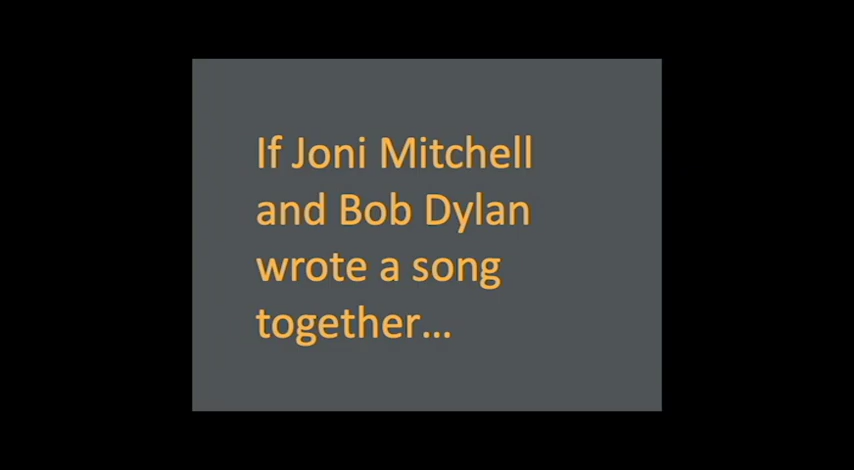 If Joni Mitchell
and Bob Dylan
wrote a song
together…